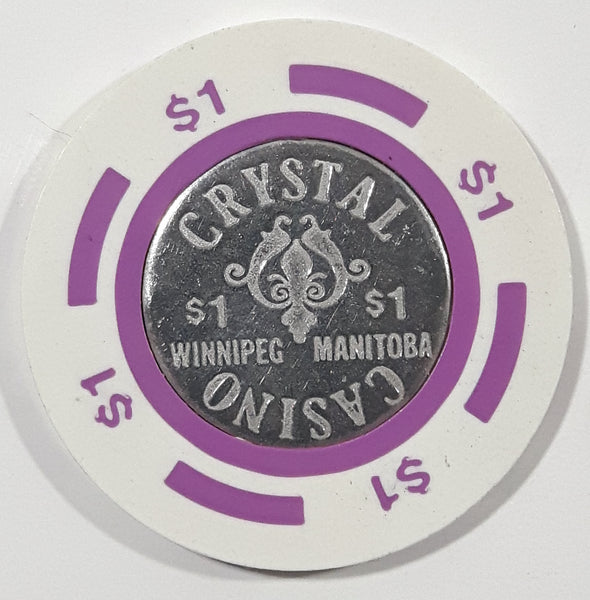 CRYSTAL
$1 $1
WINNIPEG MANITOBA
CASINO
$1
$1
$1
$1